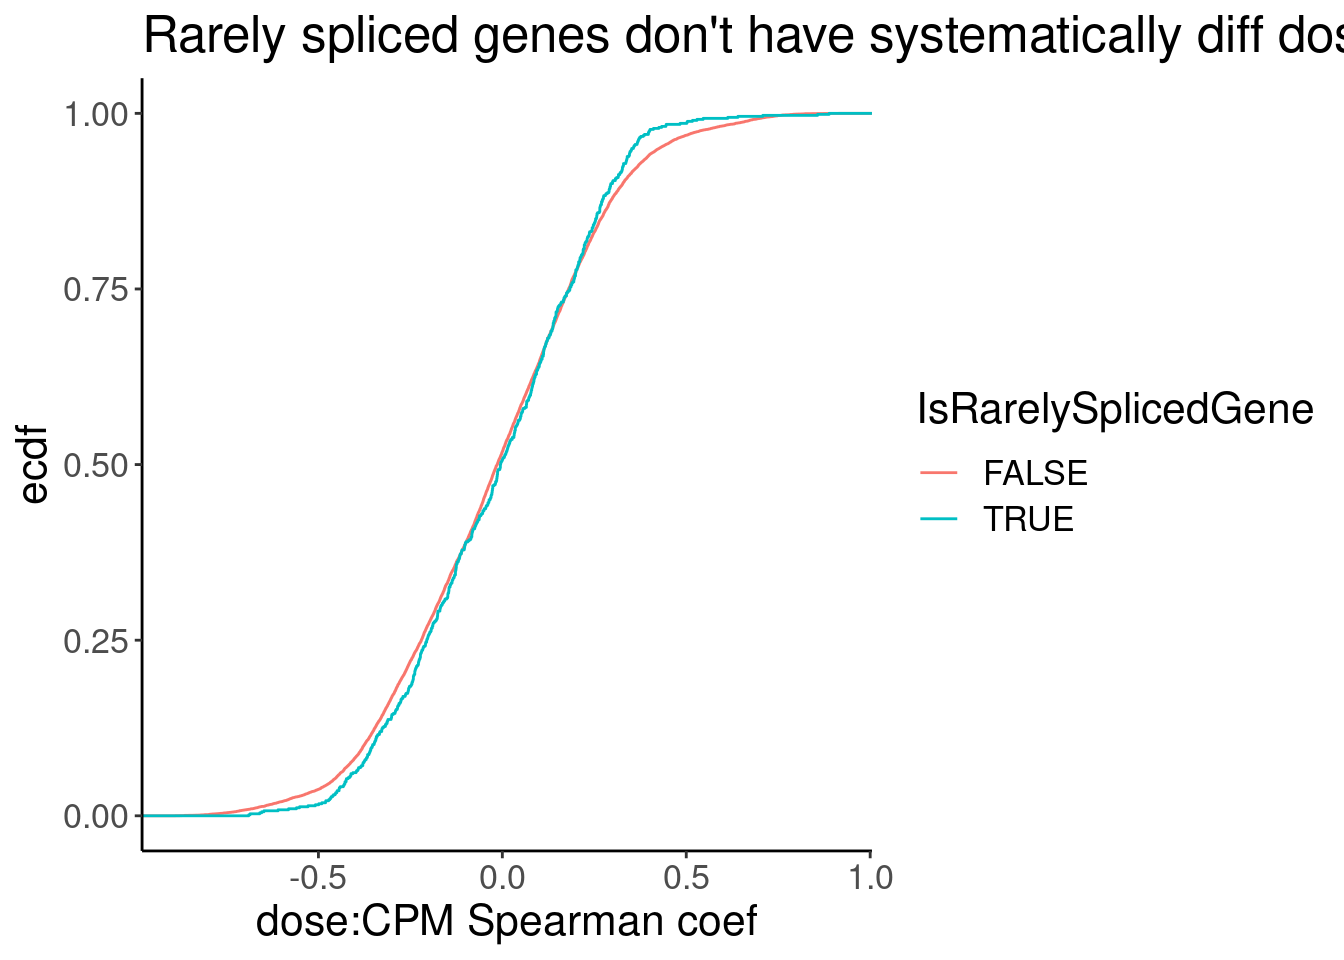 Rarely spliced genes don't have systematically diff dos
1.00
0.75
0.50
0.25
0.00
ecdf
-0.5 0.0 0.5 1.0
dose:CPM Spearman coef
IsRarelySplicedGene
FALSE
TRUE